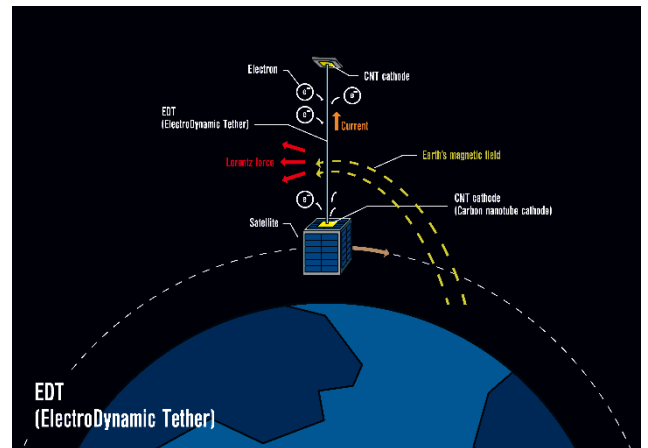 Electron
CNT cathode
e-
e-
e-
EDT
(ElectroDynamic Tether)
Current
Lorentz force
Earth's magnetic field
e-
CNT cathode
(Carbon nanotube cathode)
Satellite
EDT
(ElectroDynamic Tether)